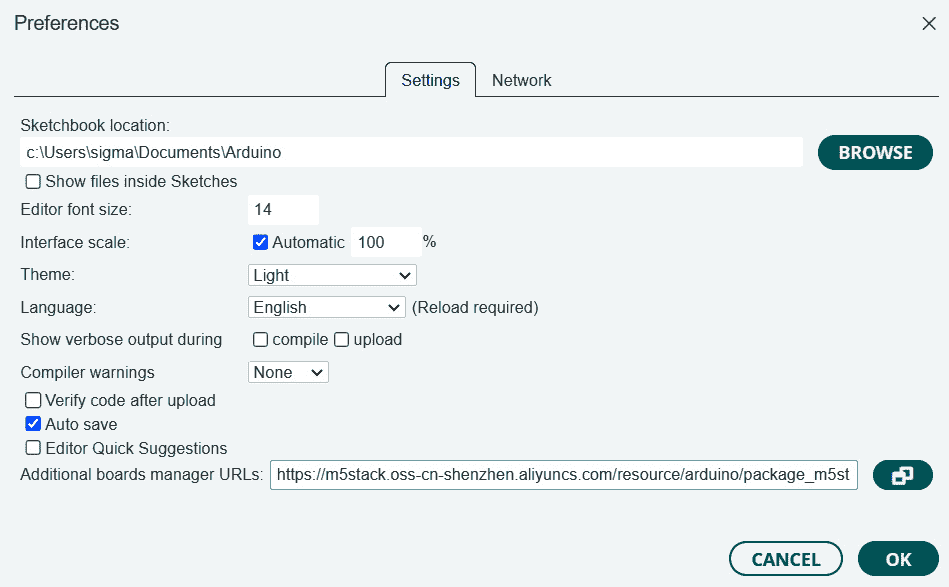 Preferences
Settings Network
Sketchbook location:
c:\Users\sigma\Documents\Arduino BROWSE
Show files inside Sketches
Editor font size: 14
Interface scale: Automatic 100 %
Theme: Light
Language: English (Reload required)
Show verbose output during compile upload
Compiler warnings None
Verify code after upload
Auto save
Editor Quick Suggestions
Additional boards manager URLs: https://m5stack.oss-cn-shenzhen.aliyuncs.com/resource/arduino/package_m5st
CANCEL OK